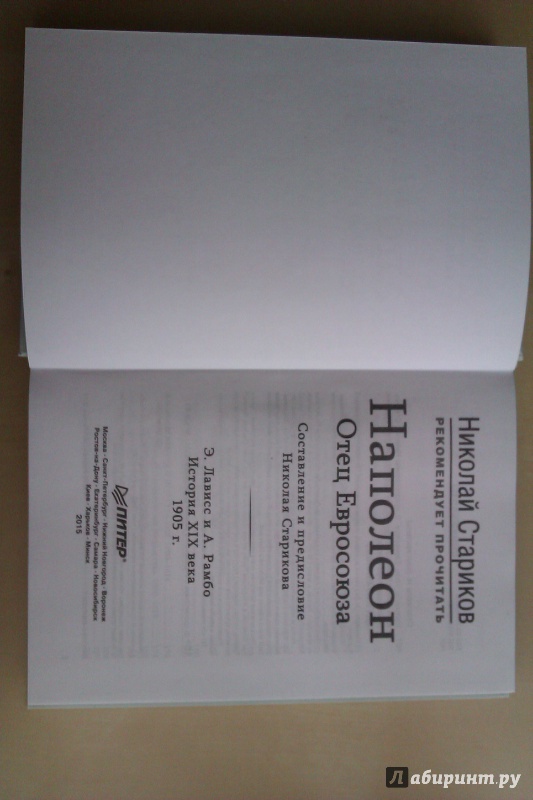 Николай Стариков
РЕКОМЕНДУЕТ ПРОЧИТАТЬ
Наполеон
Отец Евросоюза
Составление и предисловие
Николая Старикова
Э. Лависс и А. Рамбо
История XIX века
1905 г.
ПИТЕР®
Москва · Санкт-Петербург · Нижний Новгород · Воронеж
Ростов-на-Дону · Екатеринбург · Самара · Новосибирск
Киев · Харьков · Минск
2015
Лабиринт.ру